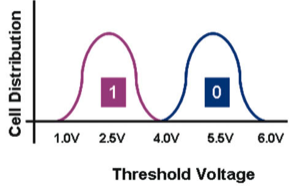 Cell Distribution
1
0
1.0V 2.5V 4.0V 5.5V 6.0V
Threshold Voltage